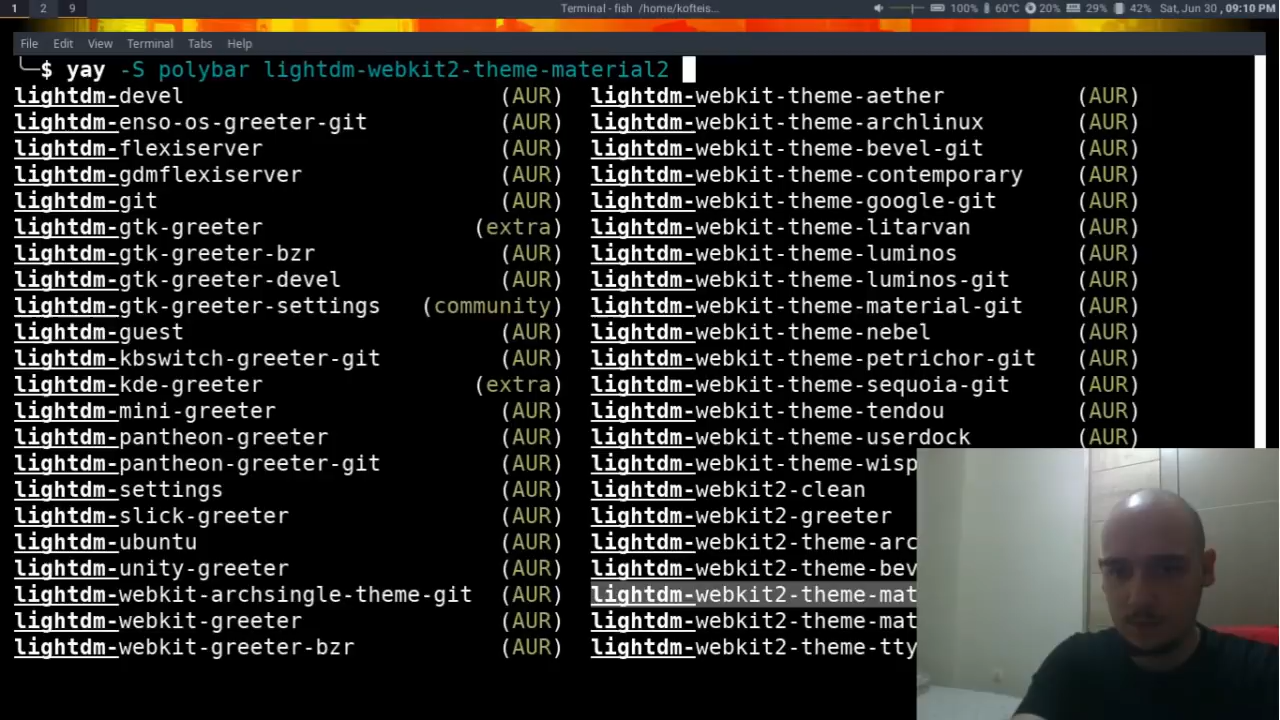 1 2 9 Terminal - fish /home/kofteis... 100% 60°C 20% 29% 42% Sat, Jun 30 , 09:10 PM
File Edit View Terminal Tabs Help
$ yay -S polybar lightdm-webkit2-theme-material2
lightdm-devel (AUR) lightdm-webkit-theme-aether (AUR)
lightdm-enso-os-greeter-git (AUR) lightdm-webkit-theme-archlinux (AUR)
lightdm-flexiserver (AUR) lightdm-webkit-theme-bevel-git (AUR)
lightdm-gdmflexiserver (AUR) lightdm-webkit-theme-contemporary (AUR)
lightdm-git (AUR) lightdm-webkit-theme-google-git (AUR)
lightdm-gtk-greeter (extra) lightdm-webkit-theme-litarvan (AUR)
lightdm-gtk-greeter-bzr (AUR) lightdm-webkit-theme-luminos (AUR)
lightdm-gtk-greeter-devel (AUR) lightdm-webkit-theme-luminos-git (AUR)
lightdm-gtk-greeter-settings (community) lightdm-webkit-theme-material-git (AUR)
lightdm-guest (AUR) lightdm-webkit-theme-nebel (AUR)
lightdm-kbswitch-greeter-git (AUR) lightdm-webkit-theme-petrichor-git (AUR)
lightdm-kde-greeter (extra) lightdm-webkit-theme-sequoia-git (AUR)
lightdm-mini-greeter (AUR) lightdm-webkit-theme-tendou (AUR)
lightdm-pantheon-greeter (AUR) lightdm-webkit-theme-userdock (AUR)
lightdm-pantheon-greeter-git (AUR) lightdm-webkit-theme-wisp
lightdm-settings (AUR) lightdm-webkit2-clean
lightdm-slick-greeter (AUR) lightdm-webkit2-greeter
lightdm-ubuntu (AUR) lightdm-webkit2-theme-arc
lightdm-unity-greeter (AUR) lightdm-webkit2-theme-bev
lightdm-webkit-archsingle-theme-git (AUR) lightdm-webkit2-theme-mat
lightdm-webkit-greeter (AUR) lightdm-webkit2-theme-mat
lightdm-webkit-greeter-bzr (AUR) lightdm-webkit2-theme-tty